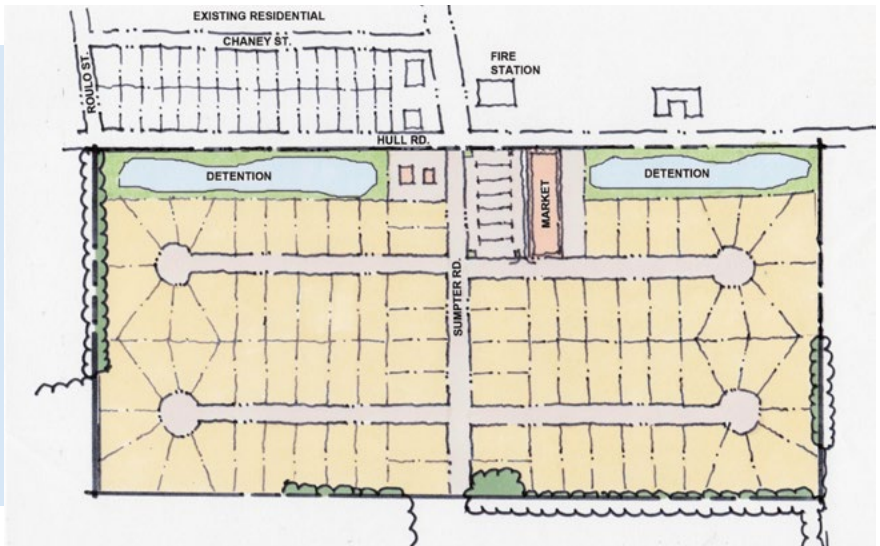 EXISTING RESIDENTIAL
CHANEY ST.
ROULO ST.
FIRE
STATION
HULL RD.
DETENTION
MARKET
DETENTION
SUMPTER RD.